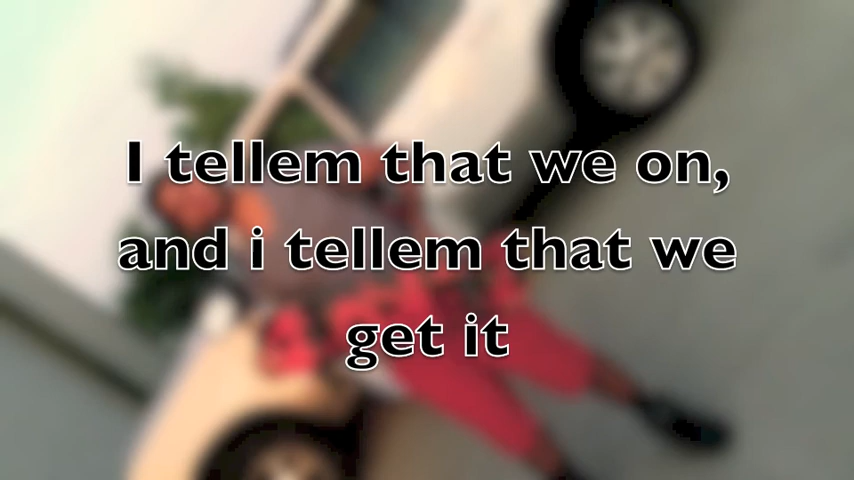 I tellem that we on,
and i tellem that we
get it